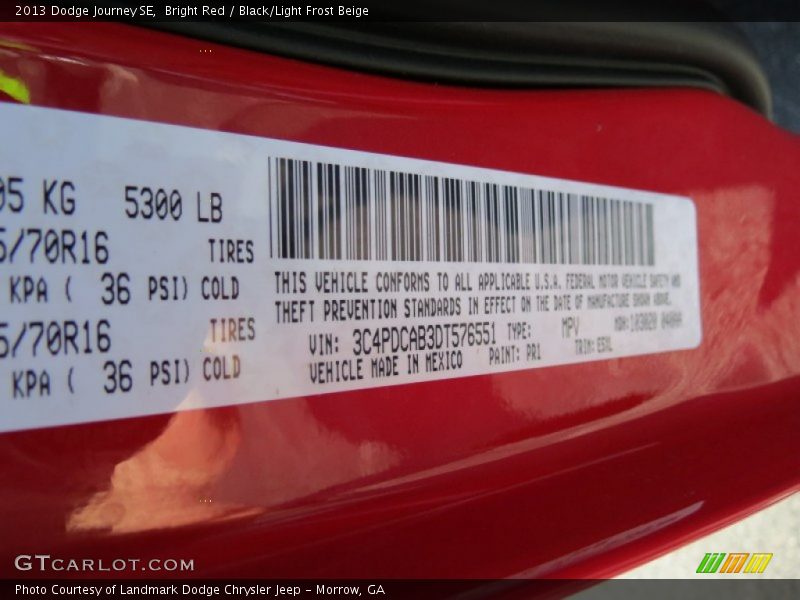 2013 Dodge Journey SE,  Bright Red / Black/Light Frost Beige
05 KG 5300 LB
5/70R16 TIRES
KPA ( 36 PSI) COLD
5/70R16 TIRES
KPA ( 36 PSI) COLD
THIS VEHICLE CONFORMS TO ALL APPLICABLE U.S.A. FEDERAL MOTOR VEHICLE SAFETY AND
THEFT PREVENTION STANDARDS IN EFFECT ON THE DATE OF MANUFACTURE SHOWN ABOVE.
VIN: 3C4PDCAB3DT576551 TYPE: MPV MDH:
VEHICLE MADE IN MEXICO PAINT: PR1 TRIM:
GTCARLOT.COM
Photo Courtesy of Landmark Dodge Chrysler Jeep - Morrow, GA